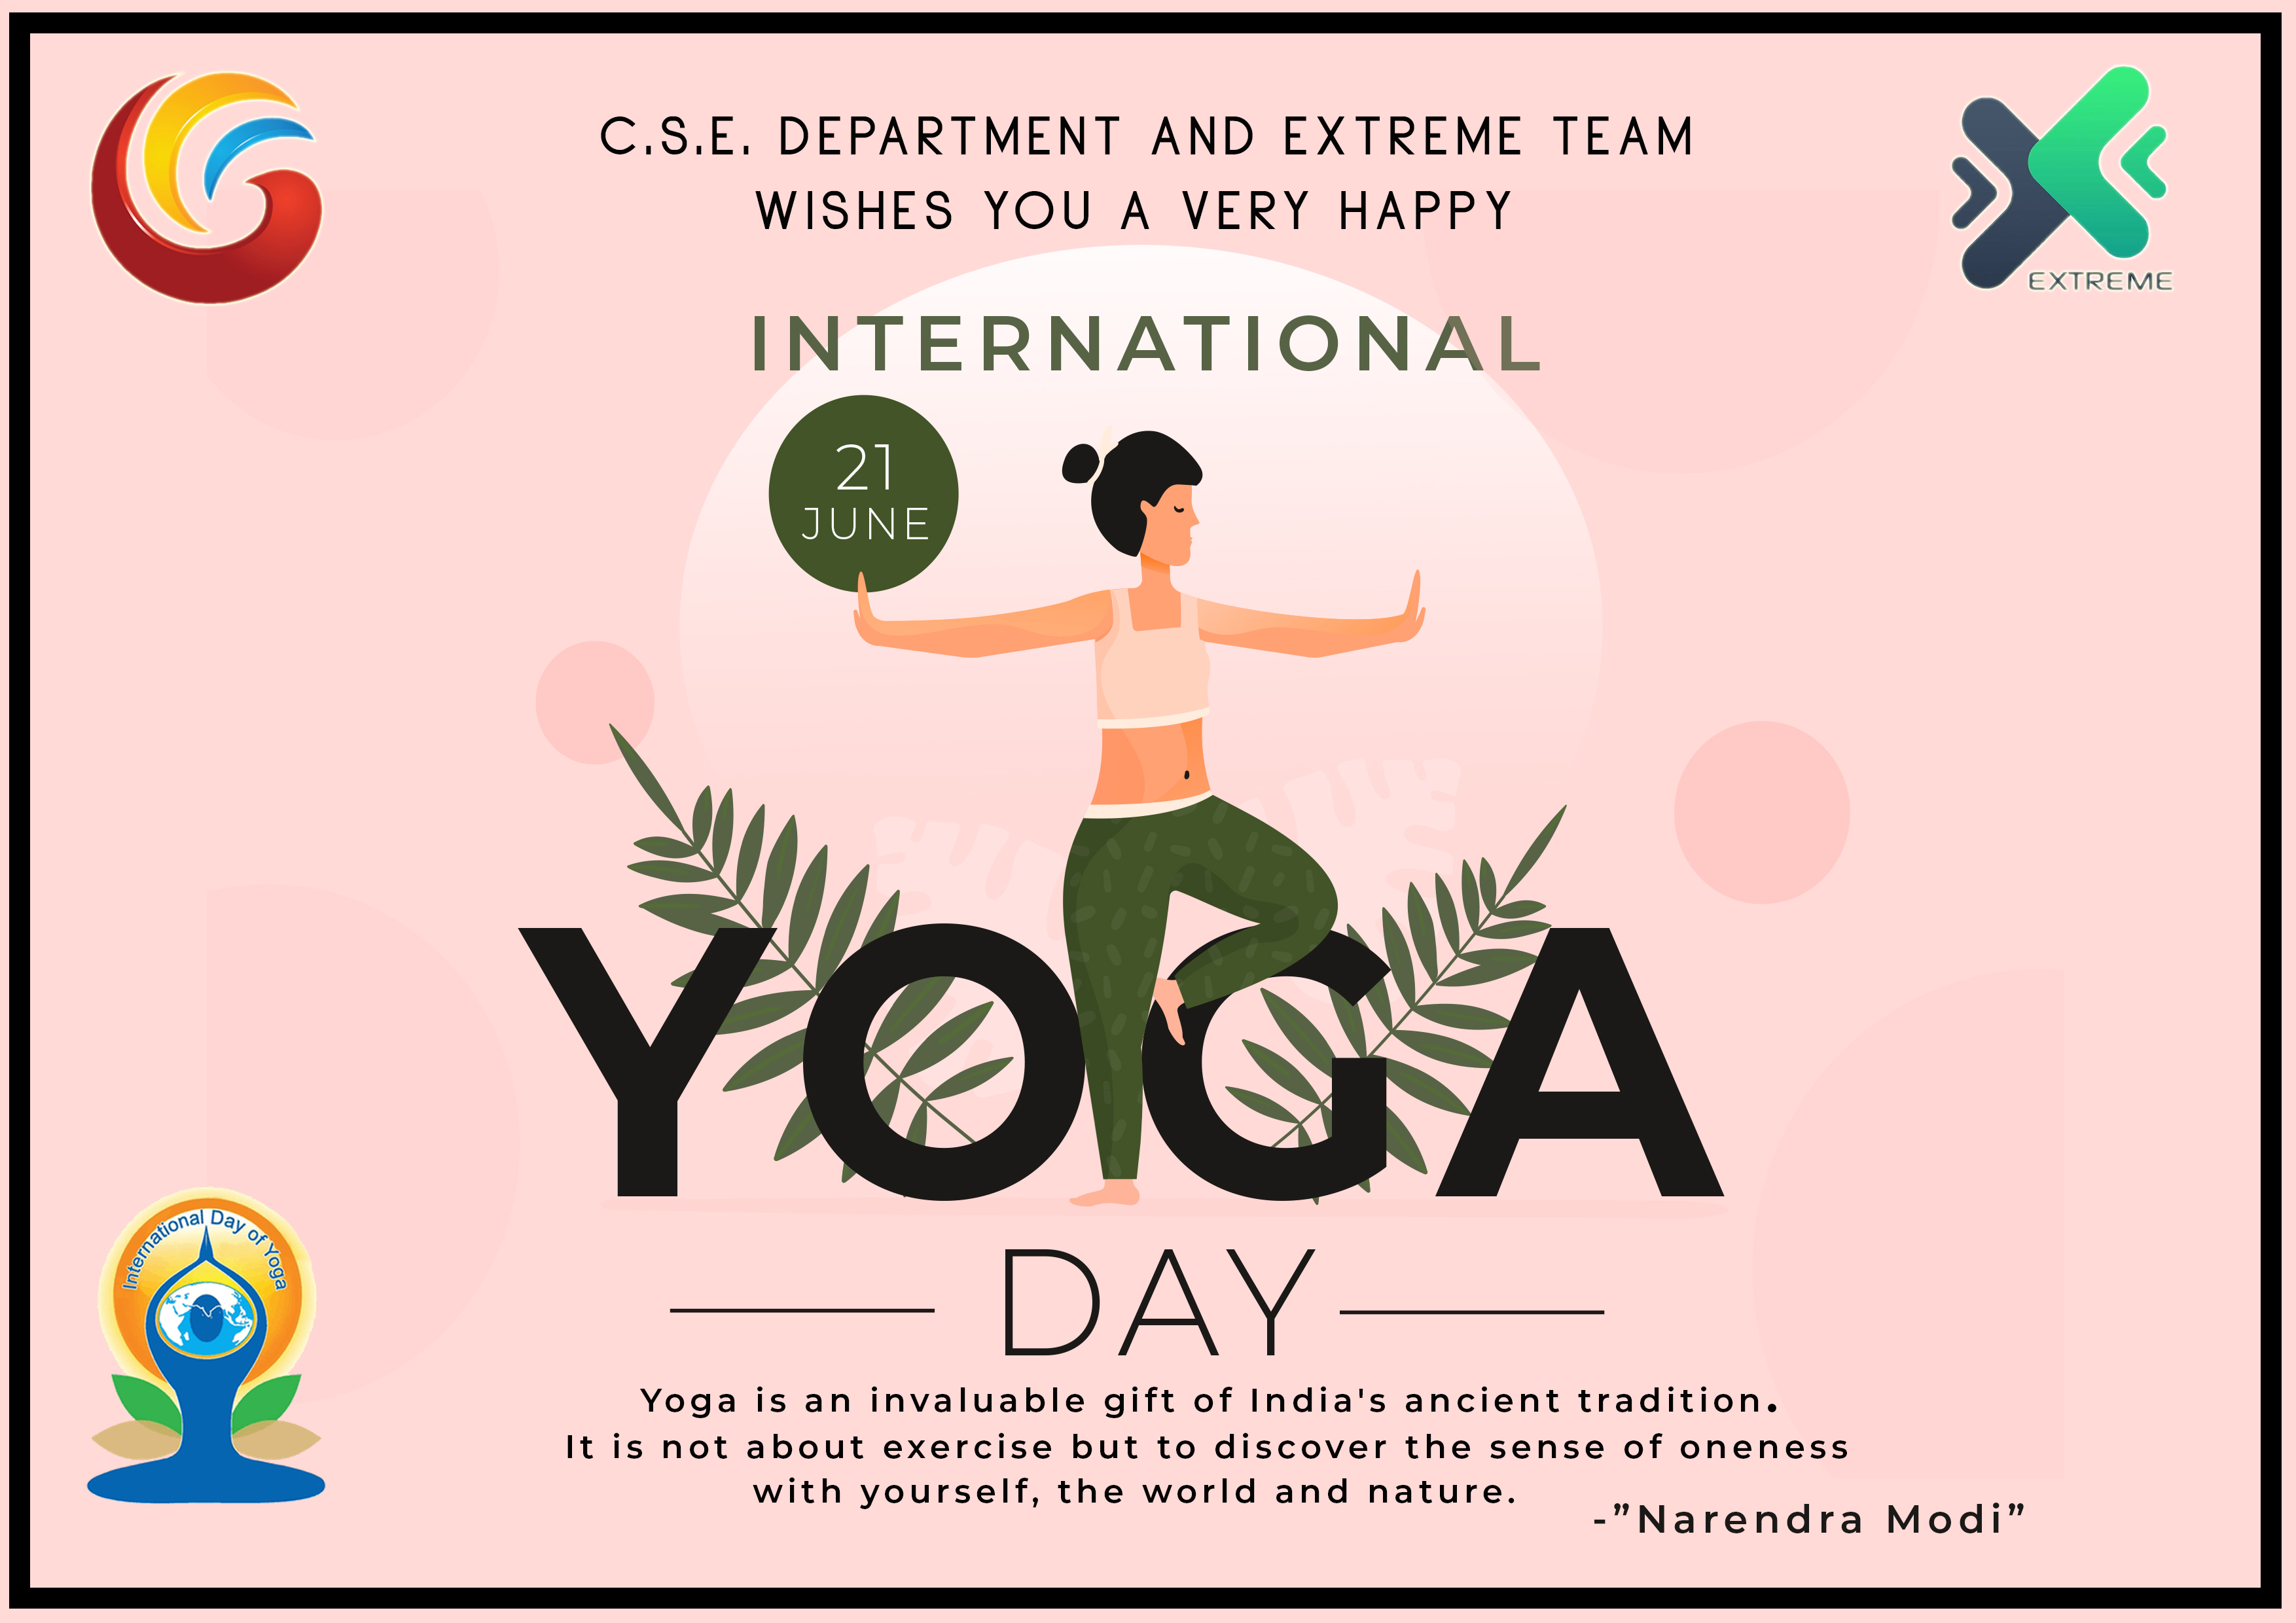 C.S.E. DEPARTMENT AND EXTREME TEAM
WISHES YOU A VERY HAPPY
EXTREME
INTERNATIONAL
21
JUNE
YOGA
International Day of Yoga
DAY
Yoga is an invaluable gift of India's ancient tradition.
It is not about exercise but to discover the sense of oneness
with yourself, the world and nature.
-”Narendra Modi”